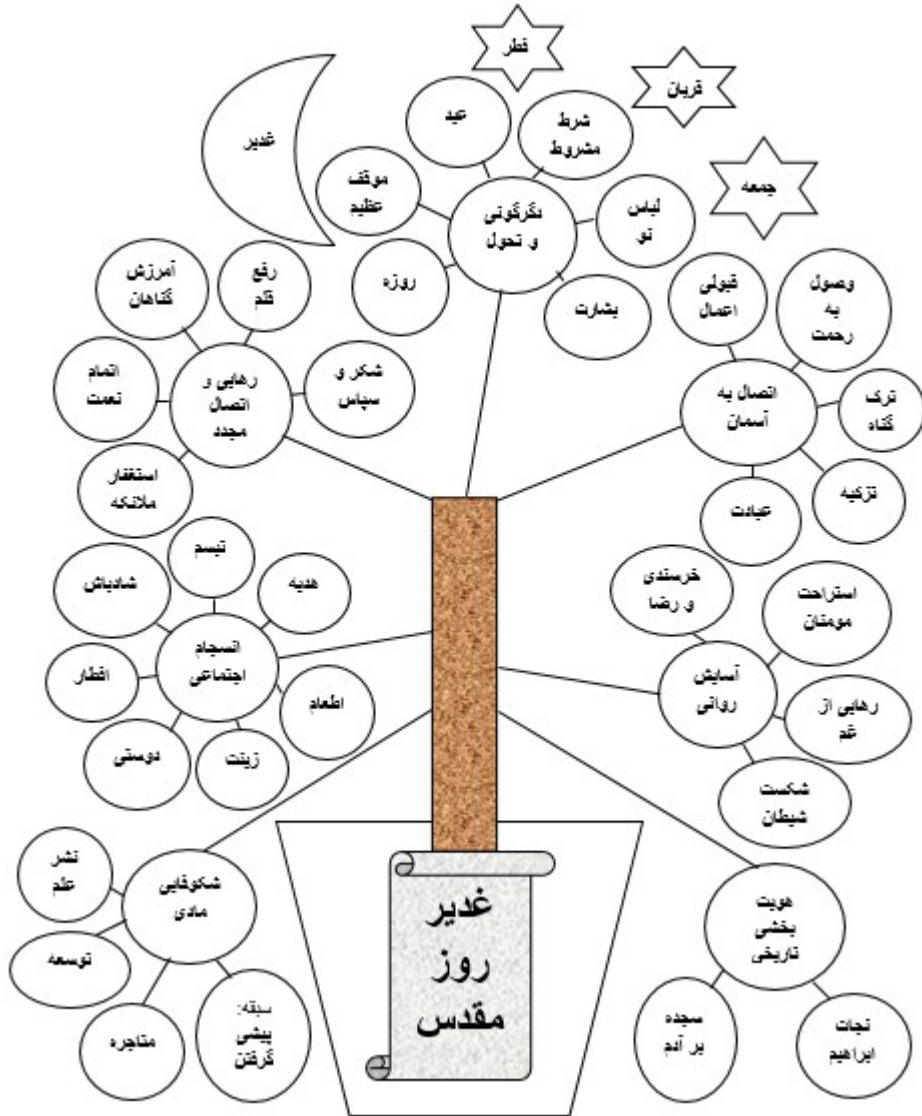 فطر
قربان
جمعه
غدیر
عید
شرط
مشروط
موقف
عظیم
دگرگونی
و تحول
لباس
نو
روزه
بشارت
آمرزش
گناهان
رفع
قلم
اتمام
نعمت
رهایی و
اتصال
مجدد
شکر و
سپاس
استغفار
ملائکه
قبولی
اعمال
وصول
به
رحمت
اتصال به
آسمان
ترک
گناه
تزکیه
عبادت
تبسم
شادباش
هدیه
انسجام
اجتماعی
افطار
اطعام
دوستی
زینت
خرسندی
و رضا
استراحت
مومنان
آسایش
روانی
رهایی از
غم
شکست
شیطان
نشر
علم
شکوفایی
مادی
توسعه
متاجره
سبقه:
پیشی
گرفتن
غدیر
روز
مقدس
هویت
بخشی
تاریخی
سجده
بر آدم
نجات
ابراهیم